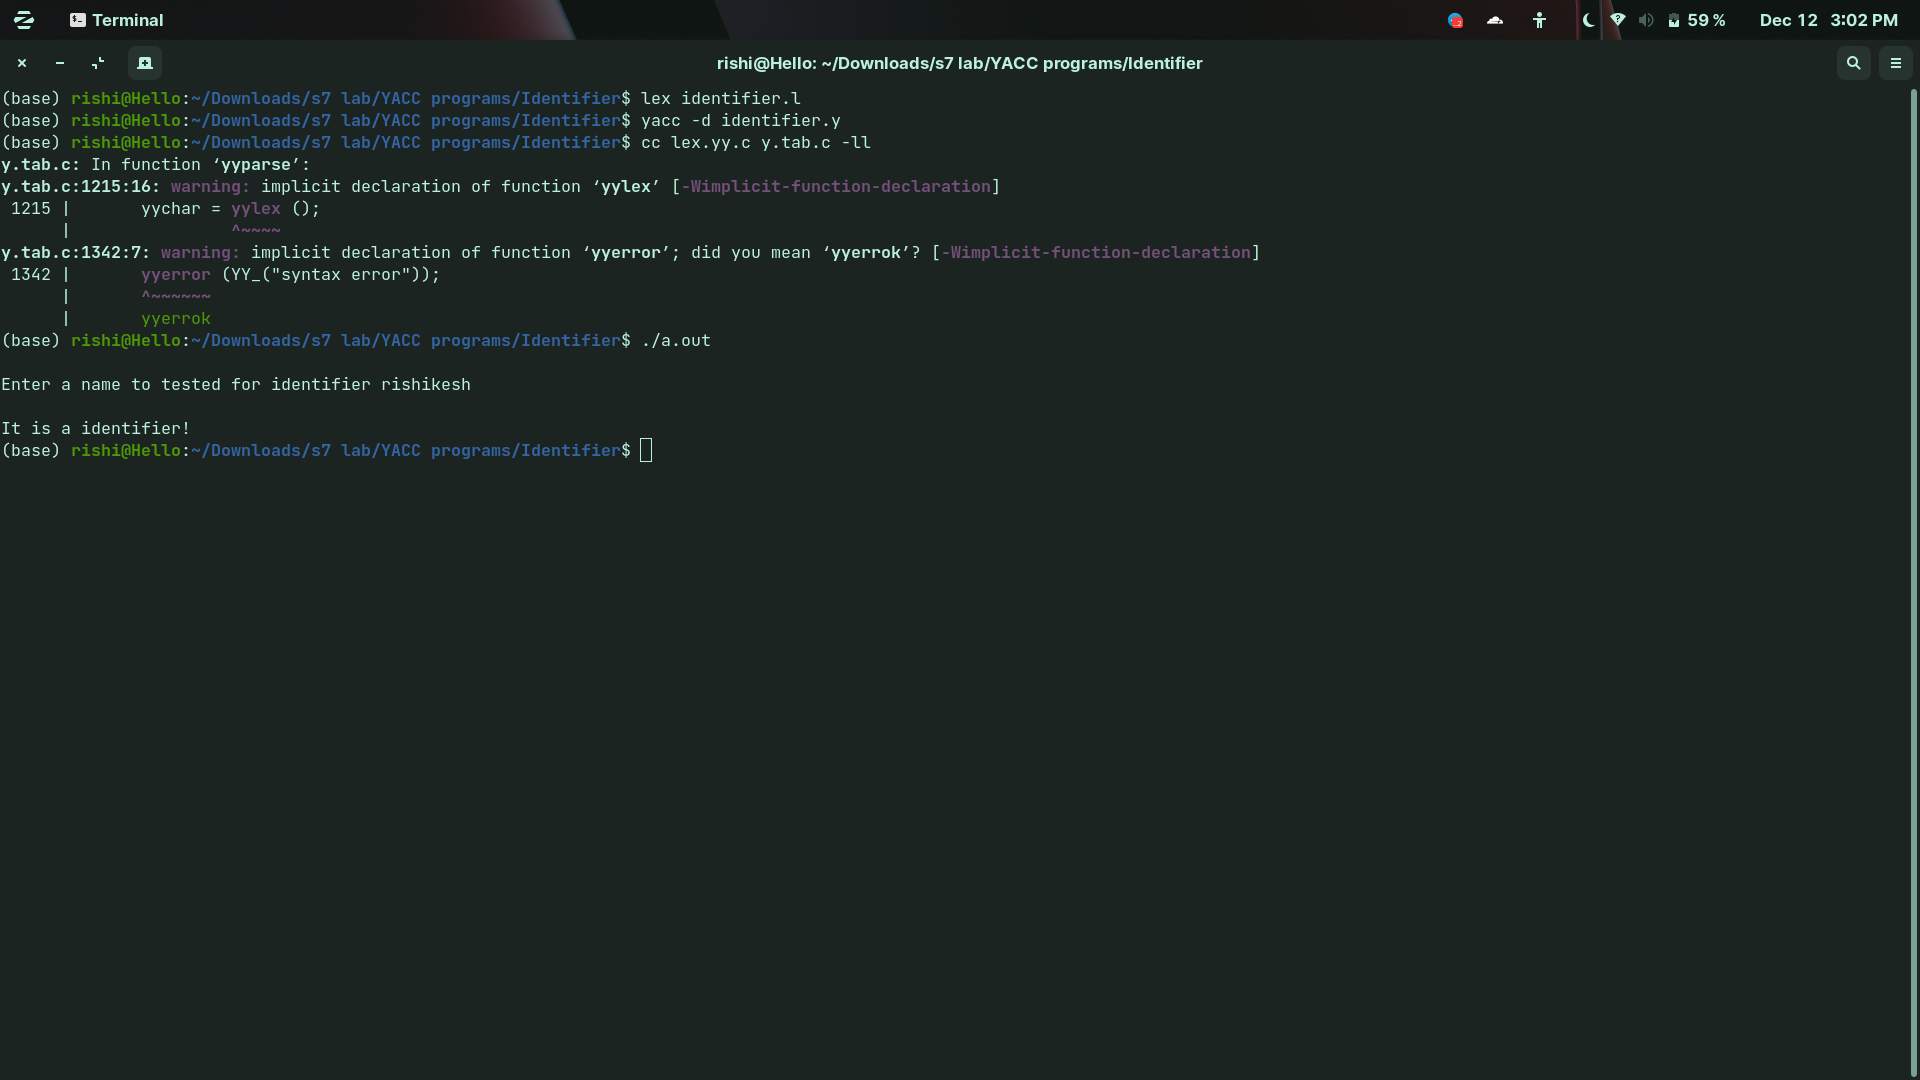 Terminal
59 %
Dec 12 3:02 PM
rishi@Hello: ~/Downloads/s7 lab/YACC programs/Identifier
(base) rishi@Hello:~/Downloads/s7 lab/YACC programs/Identifier$ lex identifier.l
(base) rishi@Hello:~/Downloads/s7 lab/YACC programs/Identifier$ yacc -d identifier.y
(base) rishi@Hello:~/Downloads/s7 lab/YACC programs/Identifier$ cc lex.yy.c y.tab.c -ll
y.tab.c: In function ‘yyparse’:
y.tab.c:1215:16: warning: implicit declaration of function ‘yylex’ [-Wimplicit-function-declaration]
 1215 |       yychar = yylex ();
      |                ^~~~~
y.tab.c:1342:7: warning: implicit declaration of function ‘yyerror’; did you mean ‘yyerrok’? [-Wimplicit-function-declaration]
 1342 |       yyerror (YY_("syntax error"));
      |       ^~~~~~~
      |       yyerrok
(base) rishi@Hello:~/Downloads/s7 lab/YACC programs/Identifier$ ./a.out
Enter a name to tested for identifier rishikesh
It is a identifier!
(base) rishi@Hello:~/Downloads/s7 lab/YACC programs/Identifier$